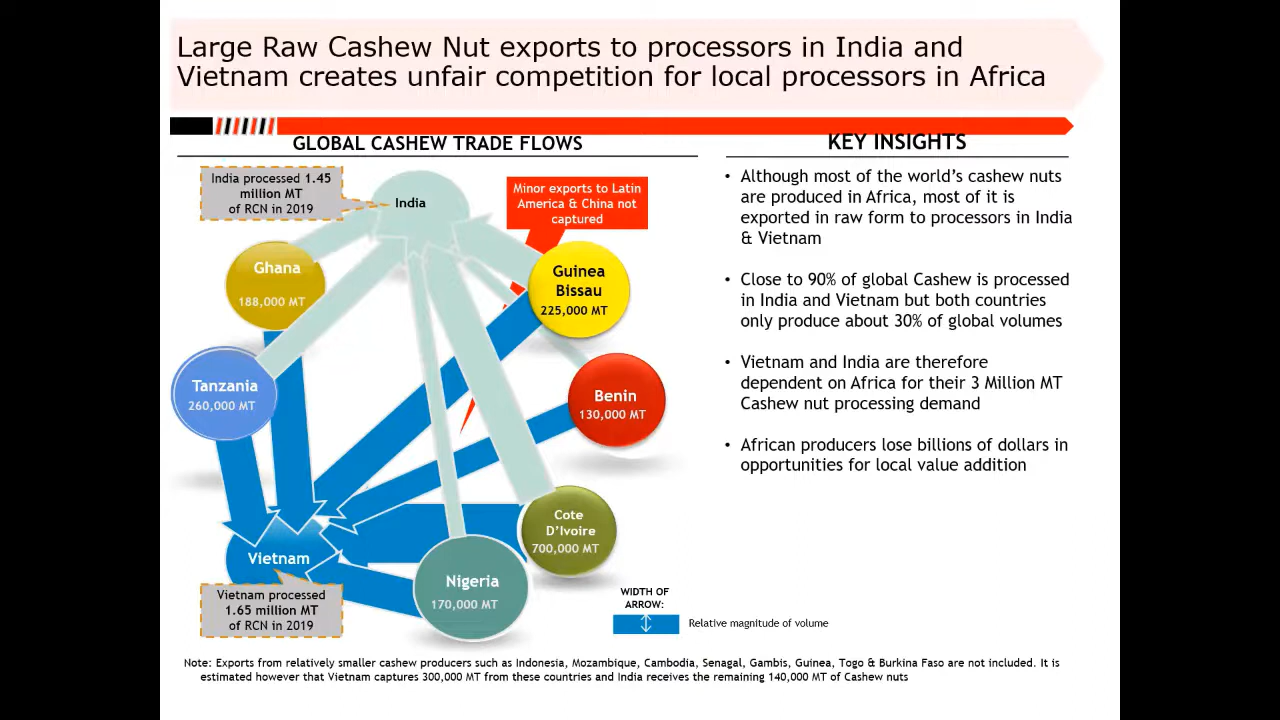 Large Raw Cashew Nut exports to processors in India and
Vietnam creates unfair competition for local processors in Africa
GLOBAL CASHEW TRADE FLOWS
India processed 1.45
million MT
of RCN in 2019
India
Minor exports to Latin
America & China not
captured
Ghana
188,000 MT
Guinea
Bissau
225,000 MT
Tanzania
260,000 MT
Benin
130,000 MT
Cote
D'Ivoire
700,000 MT
Vietnam
Nigeria
170,000 MT
Vietnam processed
1.65 million MT
of RCN in 2019
WIDTH OF
ARROW:
Relative magnitude of volume
KEY INSIGHTS
• Although most of the world's cashew nuts
are produced in Africa, most of it is
exported in raw form to processors in India
& Vietnam
• Close to 90% of global Cashew is processed
in India and Vietnam but both countries
only produce about 30% of global volumes
• Vietnam and India are therefore
dependent on Africa for their 3 Million MT
Cashew nut processing demand
• African producers lose billions of dollars in
opportunities for local value addition
Note: Exports from relatively smaller cashew producers such as Indonesia, Mozambique, Cambodia, Senagal, Gambis, Guinea, Togo & Burkina Faso are not included. It is
estimated however that Vietnam captures 300,000 MT from these countries and India receives the remaining 140,000 MT of Cashew nuts